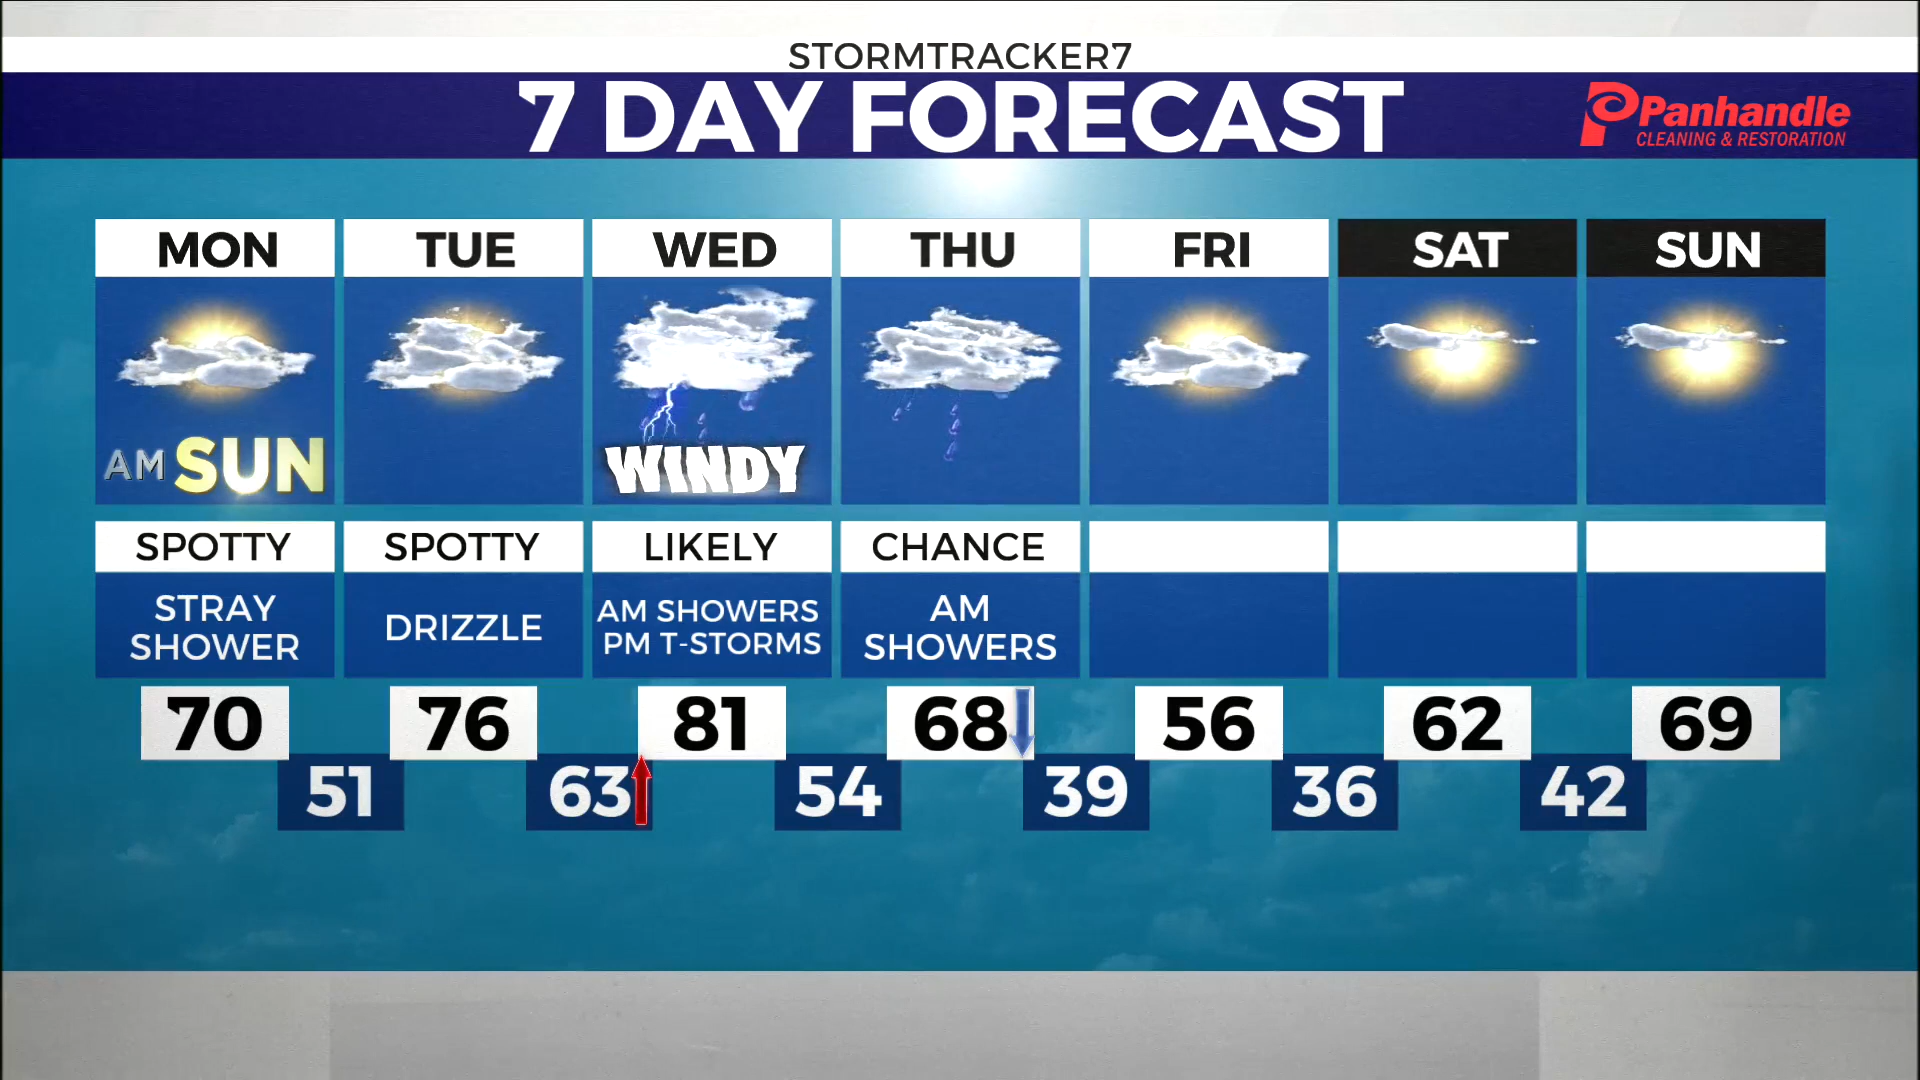 STORMTRACKER7
7 DAY FORECAST
Panhandle
CLEANING & RESTORATION
MON
TUE
WED
THU
FRI
SAT
SUN
AM SUN
WINDY
SPOTTY
SPOTTY
LIKELY
CHANCE
STRAY
SHOWER
DRIZZLE
AM SHOWERS
PM T-STORMS
AM
SHOWERS
70
76
81
68
56
62
69
51
63
54
39
36
42